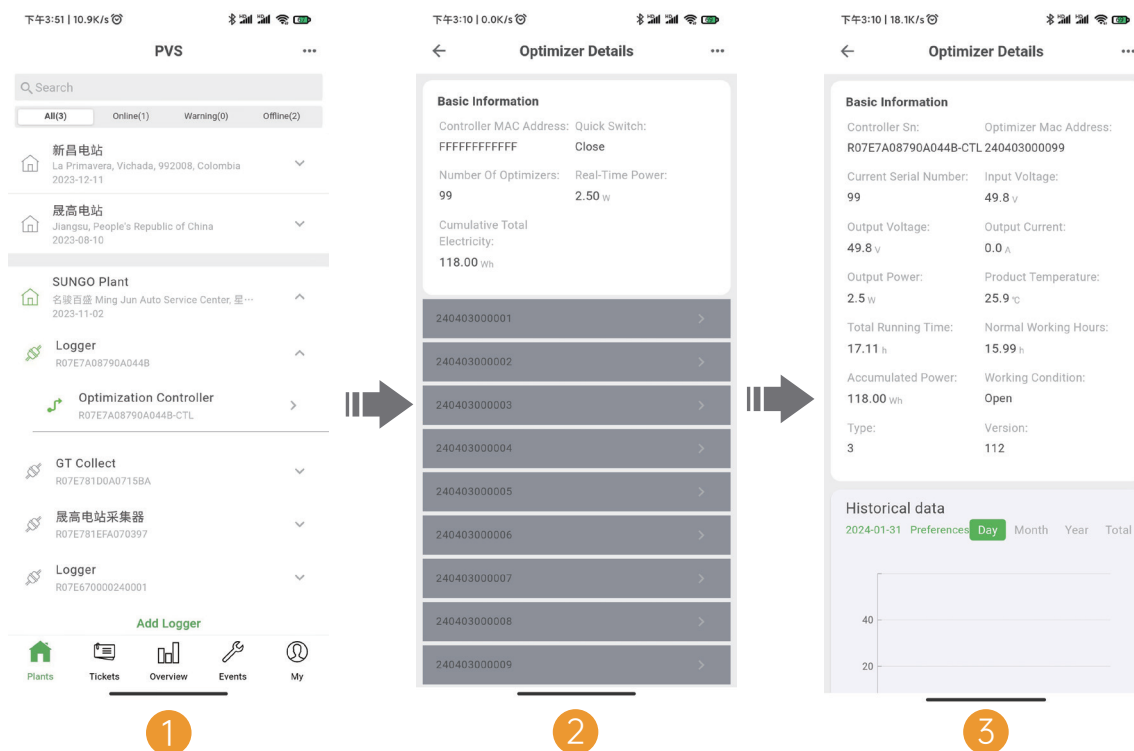 下午3:51 | 10.9K/s
PVS
Search
All(3) Online(1) Warning(0) Offline(2)
新昌电站
La Primavera, Vichada, 992008, Colombia
2023-12-11
晟高电站
Jiangsu, People's Republic of China
2023-08-10
SUNGO Plant
名骏百盛 Ming Jun Auto Service Center, 星…
2023-11-02
Logger
R07E7A08790A044B
Optimization Controller
R07E7A08790A044B-CTL
GT Collect
R07E781D0A0715BA
晟高电站采集器
R07E781EFA070397
Logger
R07E670000240001
Add Logger
Plants Tickets Overview Events My
1
下午3:10 | 0.0K/s
Optimizer Details
Basic Information
Controller MAC Address: Quick Switch:
FFFFFFFFFFFF Close
Number Of Optimizers: Real-Time Power:
99 2.50 W
Cumulative Total
Electricity:
118.00 Wh
240403000001
240403000002
240403000003
240403000004
240403000005
240403000006
240403000007
240403000008
240403000009
2
下午3:10 | 18.1K/s
Optimizer Details
Basic Information
Controller Sn: Optimizer Mac Address:
R07E7A08790A044B-CTL 240403000099
Current Serial Number: Input Voltage:
99 49.8 V
Output Voltage: Output Current:
49.8 V 0.0 A
Output Power: Product Temperature:
2.5 W 25.9 ℃
Total Running Time: Normal Working Hours:
17.11 h 15.99 h
Accumulated Power: Working Condition:
118.00 Wh Open
Type: Version:
3 112
Historical data
2024-01-31 Preferences Day Month Year Total
40
20
3